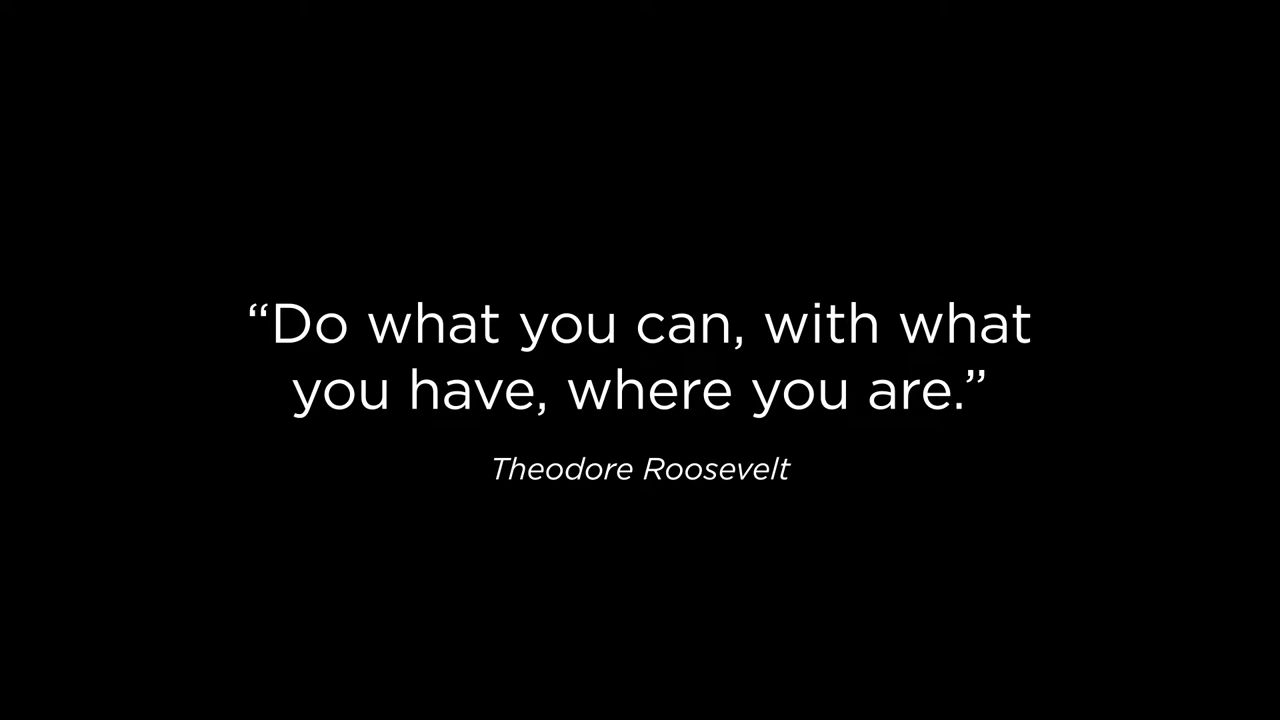 “Do what you can, with what
you have, where you are.”
Theodore Roosevelt